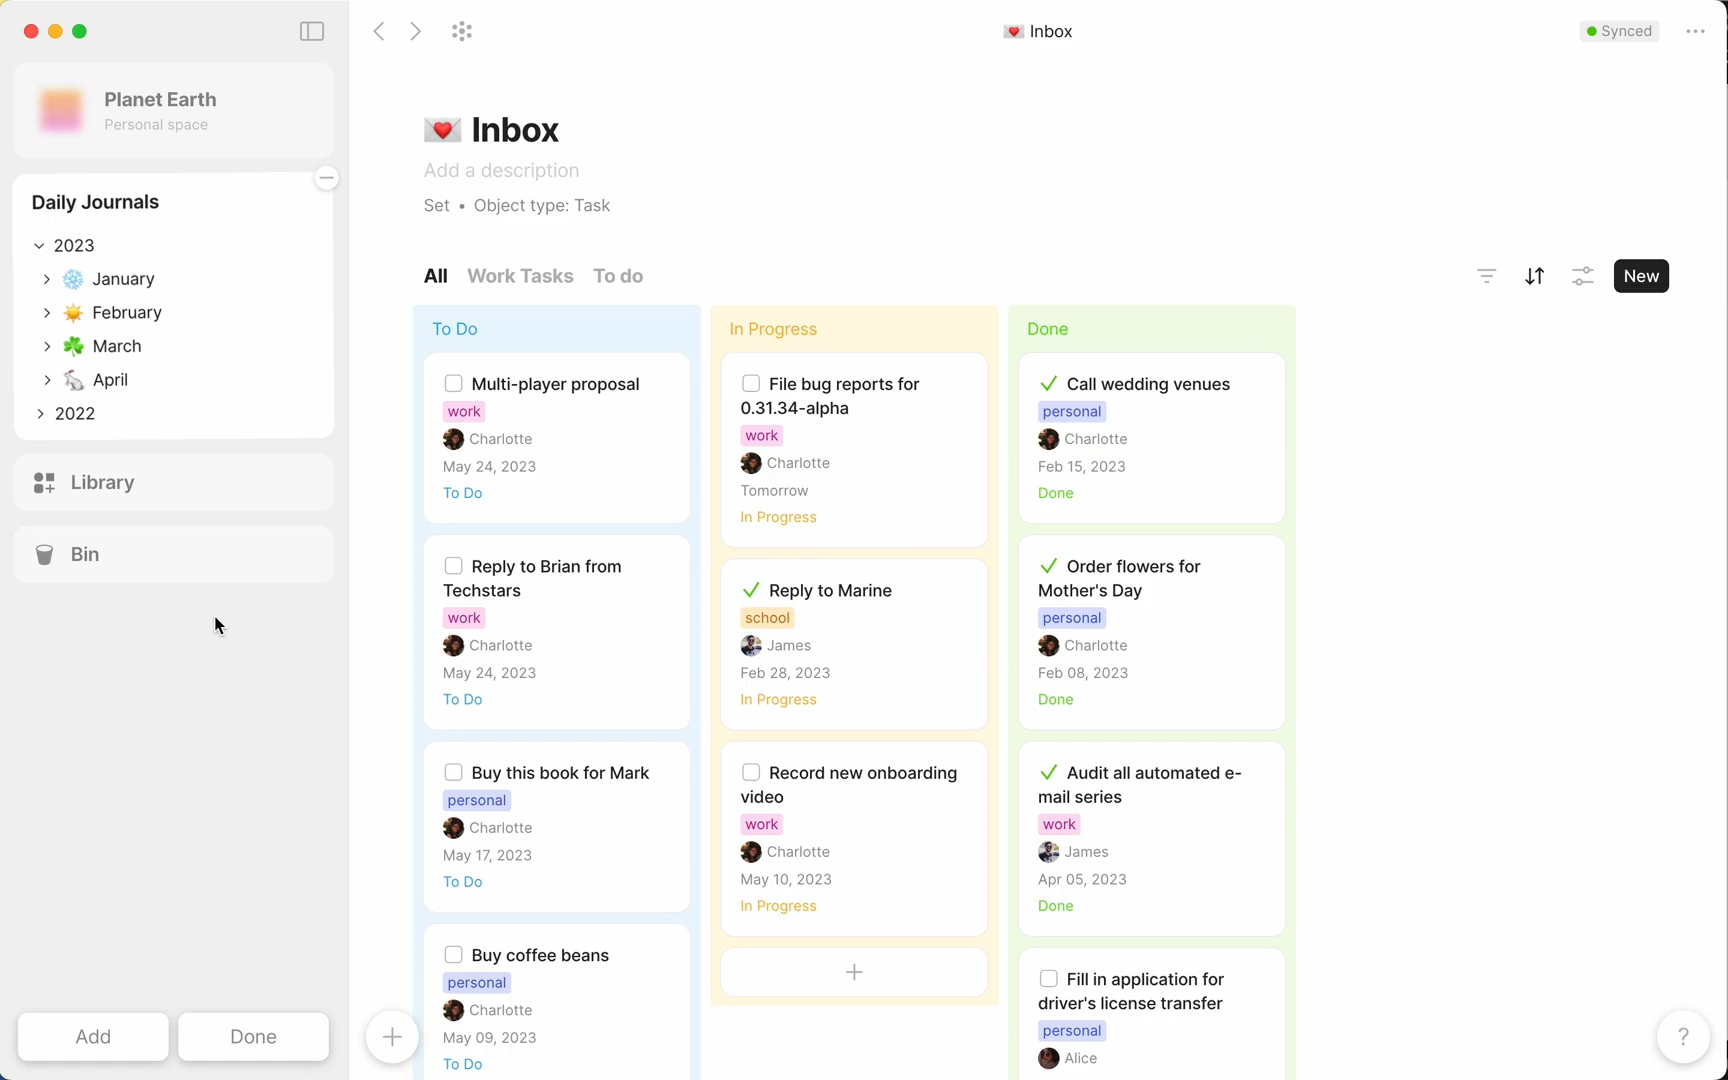 Planet Earth
Personal space
Daily Journals
2023
January
February
March
April
2022
Library
Bin
Add
Done
Inbox
Synced
Inbox
Add a description
Set • Object type: Task
All Work Tasks To do
New
To Do
Multi-player proposal
work
Charlotte
May 24, 2023
To Do
Reply to Brian from
Techstars
work
Charlotte
May 24, 2023
To Do
Buy this book for Mark
personal
Charlotte
May 17, 2023
To Do
Buy coffee beans
personal
Charlotte
May 09, 2023
To Do
In Progress
File bug reports for
0.31.34-alpha
work
Charlotte
Tomorrow
In Progress
Reply to Marine
school
James
Feb 28, 2023
In Progress
Record new onboarding
video
work
Charlotte
May 10, 2023
In Progress
Done
Call wedding venues
personal
Charlotte
Feb 15, 2023
Done
Order flowers for
Mother's Day
personal
Charlotte
Feb 08, 2023
Done
Audit all automated e-
mail series
work
James
Apr 05, 2023
Done
Fill in application for
driver's license transfer
personal
Alice
?